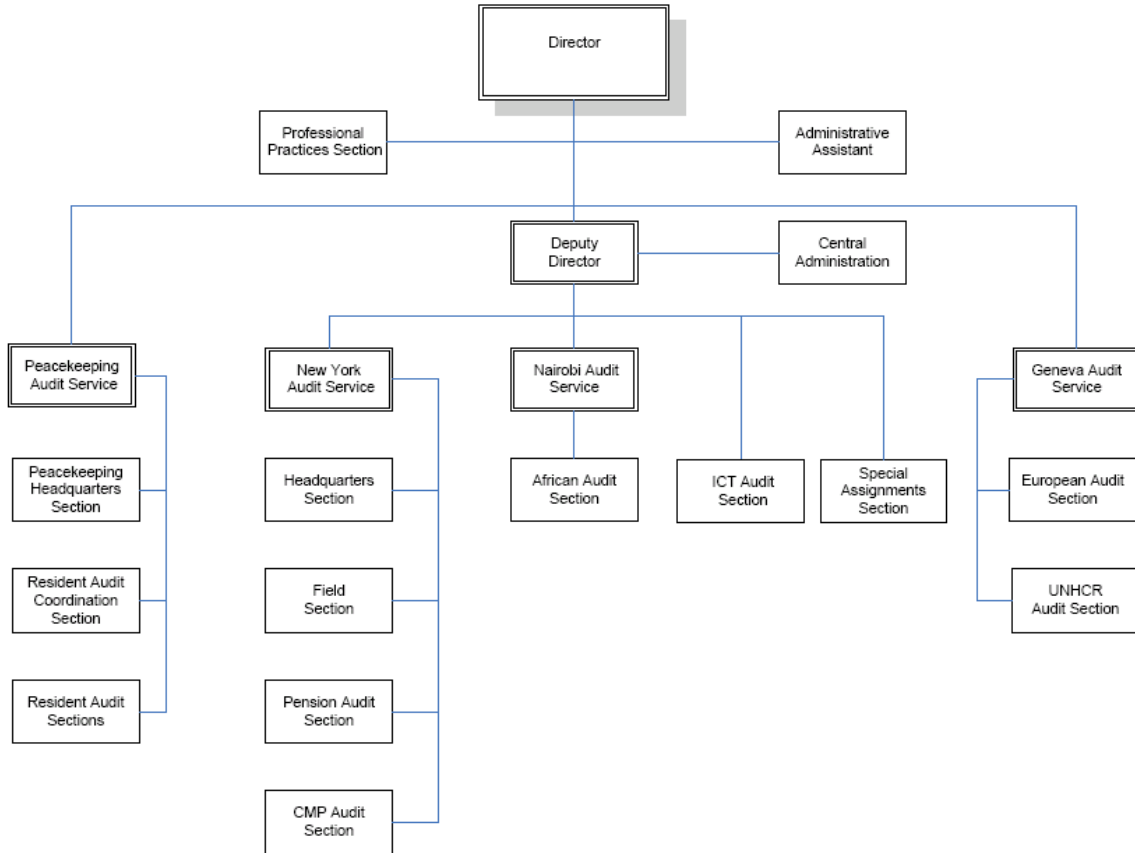 Director
Professional
Practices Section
Administrative
Assistant
Deputy
Director
Central
Administration
Peacekeeping
Audit Service
New York
Audit Service
Nairobi Audit
Service
Geneva Audit
Service
Peacekeeping
Headquarters
Section
Headquarters
Section
African Audit
Section
ICT Audit
Section
Special
Assignments
Section
European Audit
Section
Resident Audit
Coordination
Section
Field
Section
UNHCR
Audit Section
Resident Audit
Sections
Pension Audit
Section
CMP Audit
Section